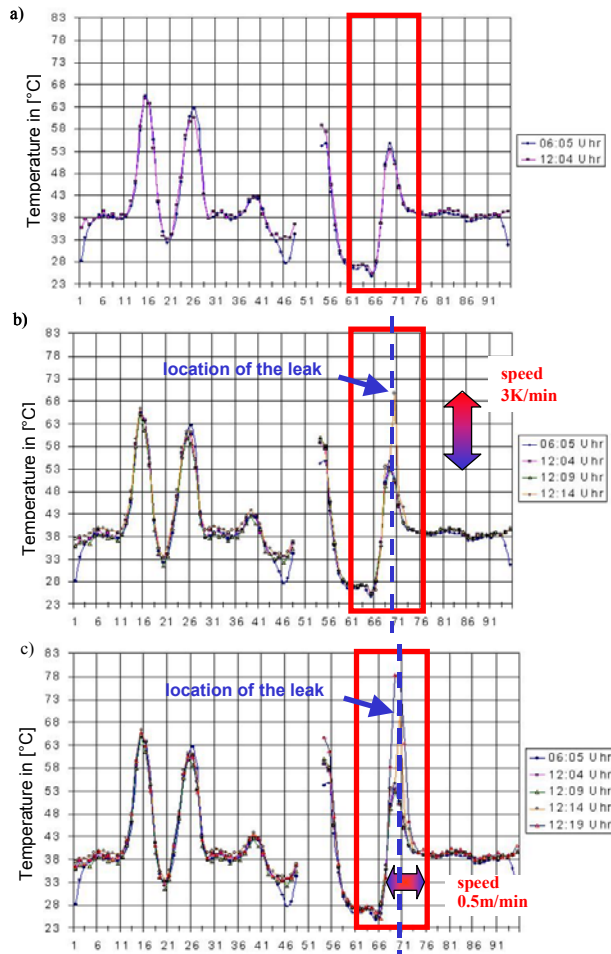 a)
Temperature in [°C]
83
78
73
68
63
58
53
48
43
38
33
28
23
1 6 11 16 21 26 31 36 41 46 51 56 61 66 71 76 81 86 91
06:05 Uhr
12:04 Uhr
b)
Temperature in [°C]
83
78
73
68
63
58
53
48
43
38
33
28
23
1 6 11 16 21 26 31 36 41 46 51 56 61 66 71 76 81 86 91
location of the leak
speed
3K/min
06:05 Uhr
12:04 Uhr
12:09 Uhr
12:14 Uhr
c)
Temperature in [°C]
83
78
73
68
63
58
53
48
43
38
33
28
23
1 6 11 16 21 26 31 36 41 46 51 56 61 66 71 76 81 86 91
location of the leak
06:05 Uhr
12:04 Uhr
12:09 Uhr
12:14 Uhr
12:19 Uhr
speed
0.5m/min